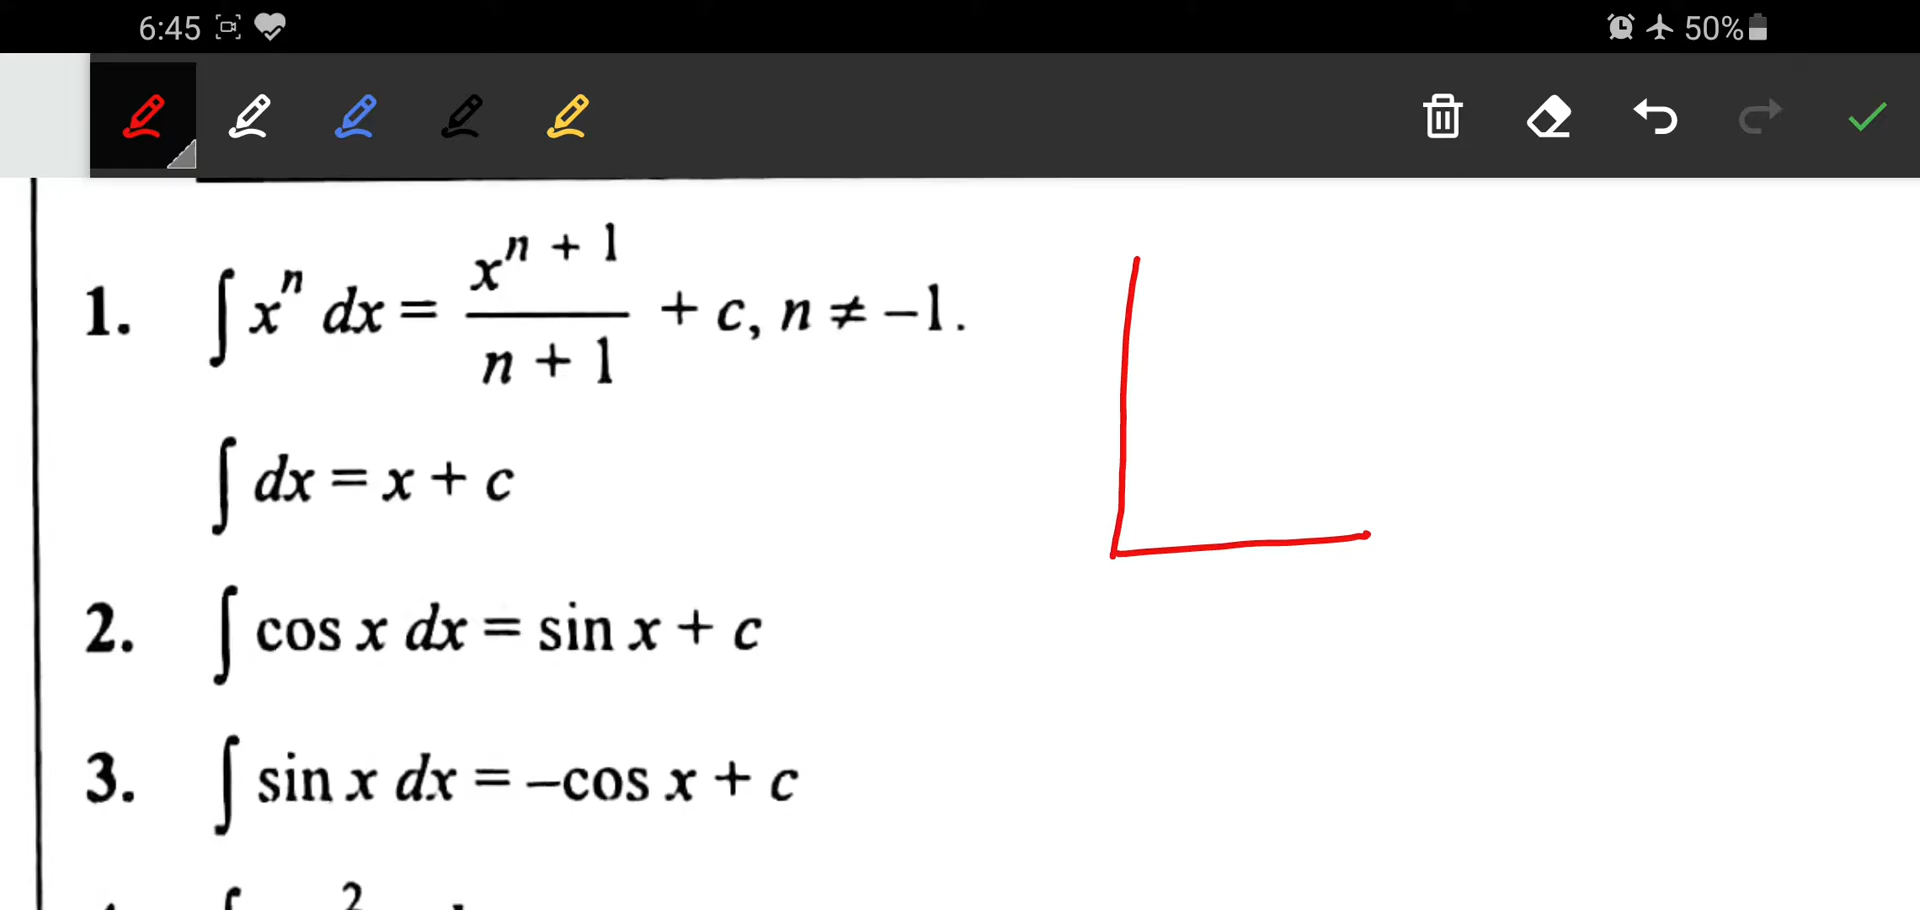 6:45 50%
1. ∫ xⁿ dx = xⁿ ⁺ ¹ / n + 1 + c, n ≠ –1.
∫ dx = x + c
2. ∫ cos x dx = sin x + c
3. ∫ sin x dx = –cos x + c